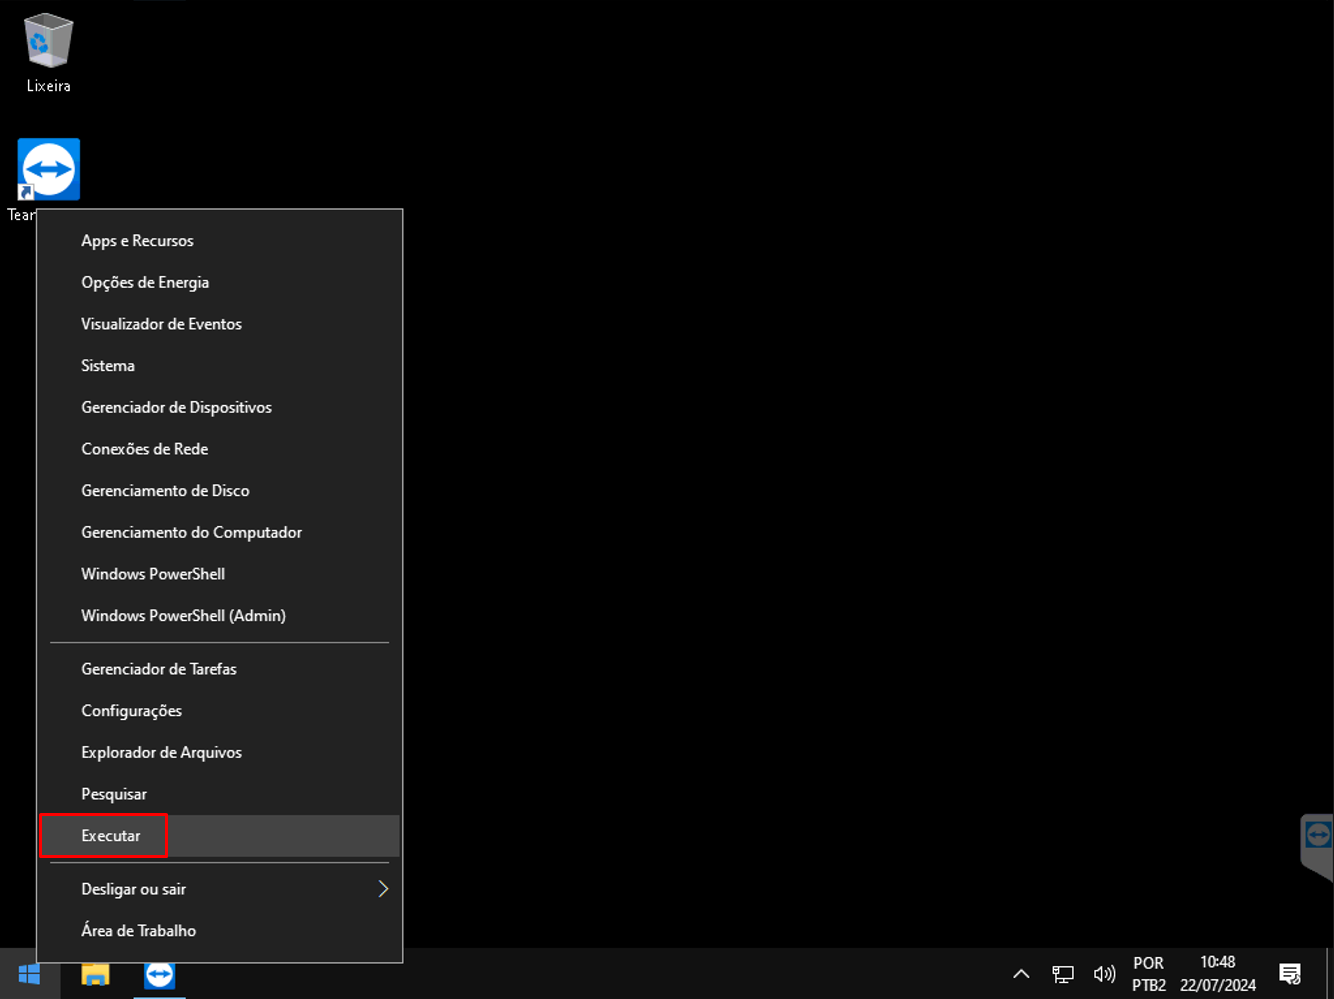 Lixeira
Apps e Recursos
Opções de Energia
Visualizador de Eventos
Sistema
Gerenciador de Dispositivos
Conexões de Rede
Gerenciamento de Disco
Gerenciamento do Computador
Windows PowerShell
Windows PowerShell (Admin)
Gerenciador de Tarefas
Configurações
Explorador de Arquivos
Pesquisar
Executar
Desligar ou sair
Área de Trabalho
POR
PTB2
10:48
22/07/2024